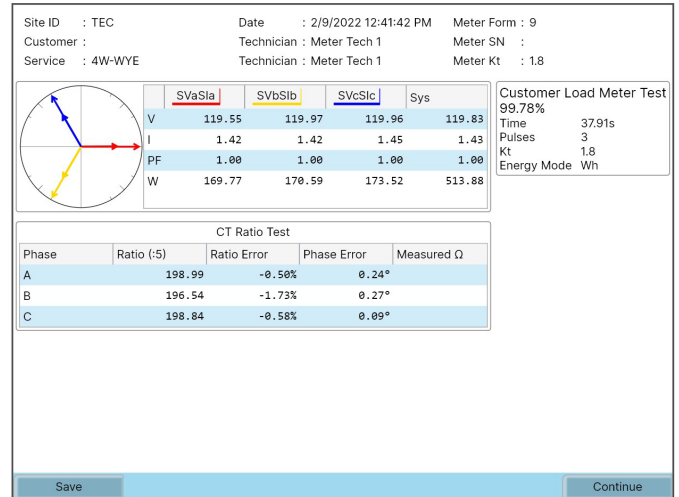 Site ID : TEC Date : 2/9/2022 12:41:42 PM Meter Form : 9
Customer : Technician : Meter Tech 1 Meter SN :
Service : 4W-WYE Technician : Meter Tech 1 Meter Kt : 1.8
SVaSIa SVbSIb SVcSIc Sys
V 119.55 119.97 119.96 119.83
I 1.42 1.42 1.45 1.43
PF 1.00 1.00 1.00 1.00
W 169.77 170.59 173.52 513.88
Customer Load Meter Test
99.78%
Time 37.91s
Pulses 3
Kt 1.8
Energy Mode Wh
CT Ratio Test
Phase Ratio (:5) Ratio Error Phase Error Measured Ω
A 198.99 -0.50% 0.24°
B 196.54 -1.73% 0.27°
C 198.84 -0.58% 0.09°
Save Continue